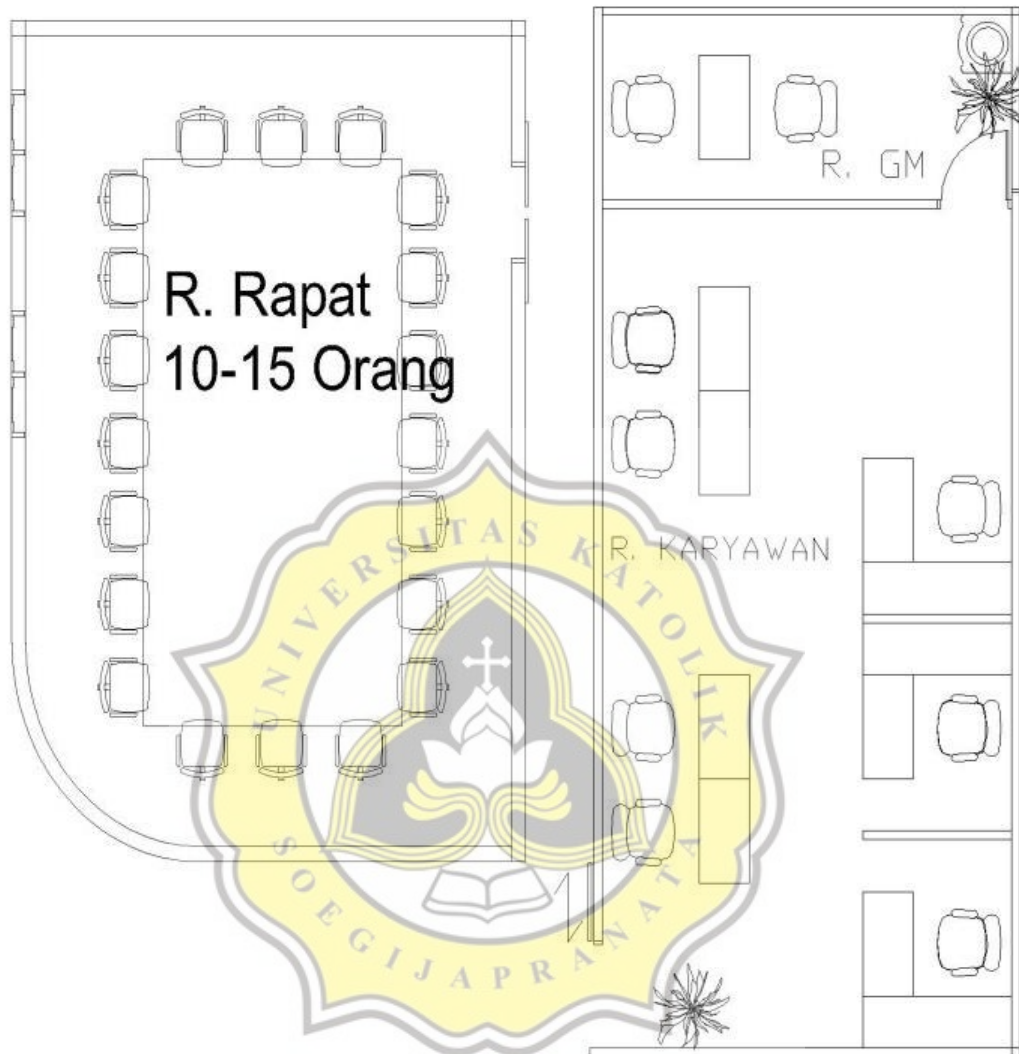 R. GM
R. Rapat
10-15 Orang
R. KARYAWAN
UNIVERSITAS KATOLIK
SOEGIJAPRANATA